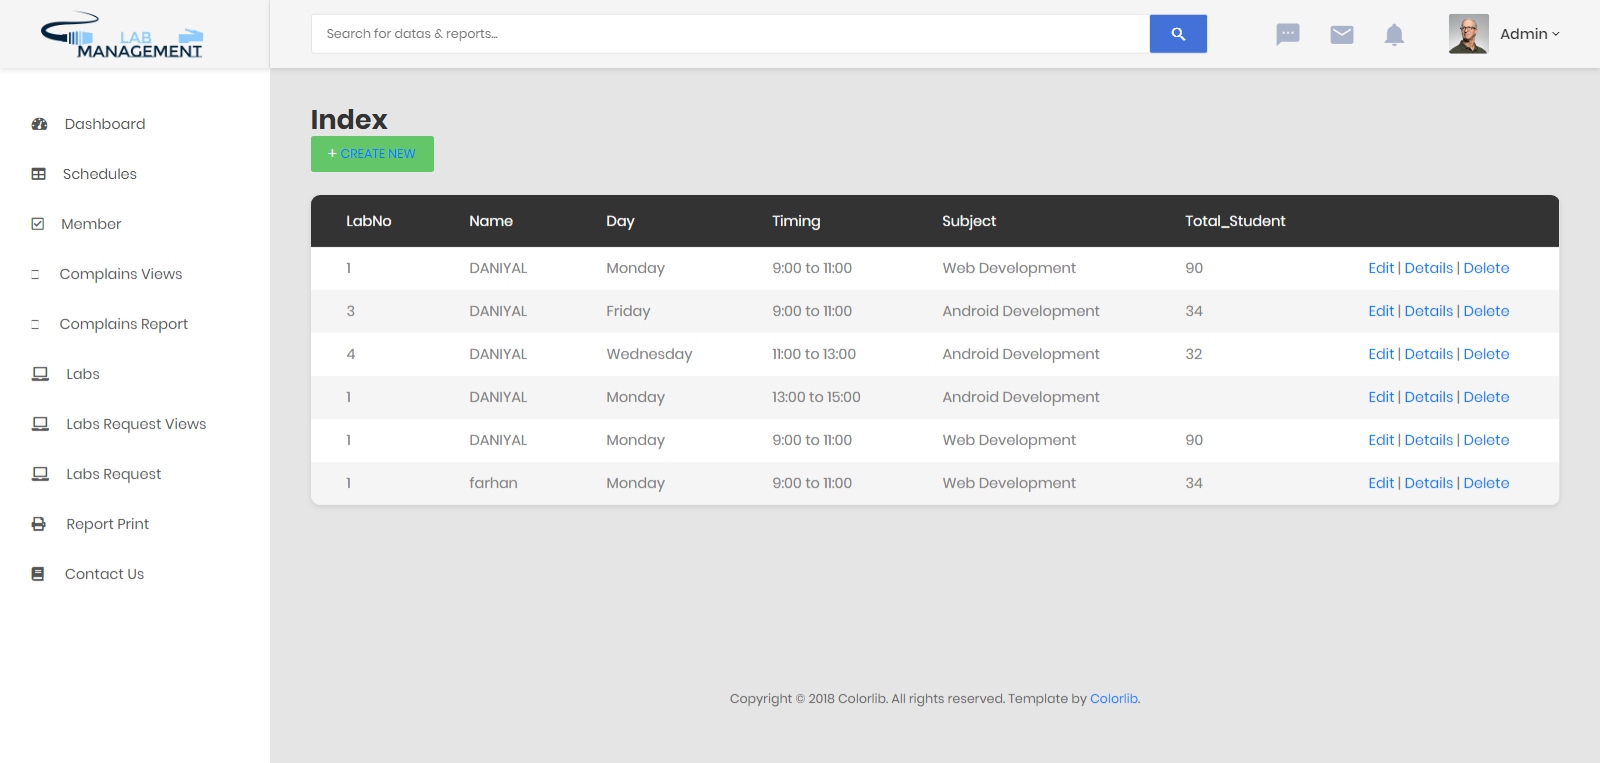 LAB
MANAGEMENT
Search for datas & reports...
Admin
Dashboard
Schedules
Member
Complains Views
Complains Report
Labs
Labs Request Views
Labs Request
Report Print
Contact Us
Index
+ CREATE NEW
LabNo Name Day Timing Subject Total_Student
1 DANIYAL Monday 9:00 to 11:00 Web Development 90 Edit | Details | Delete
3 DANIYAL Friday 9:00 to 11:00 Android Development 34 Edit | Details | Delete
4 DANIYAL Wednesday 11:00 to 13:00 Android Development 32 Edit | Details | Delete
1 DANIYAL Monday 13:00 to 15:00 Android Development Edit | Details | Delete
1 DANIYAL Monday 9:00 to 11:00 Web Development 90 Edit | Details | Delete
1 farhan Monday 9:00 to 11:00 Web Development 34 Edit | Details | Delete
Copyright © 2018 Colorlib. All rights reserved. Template by Colorlib.